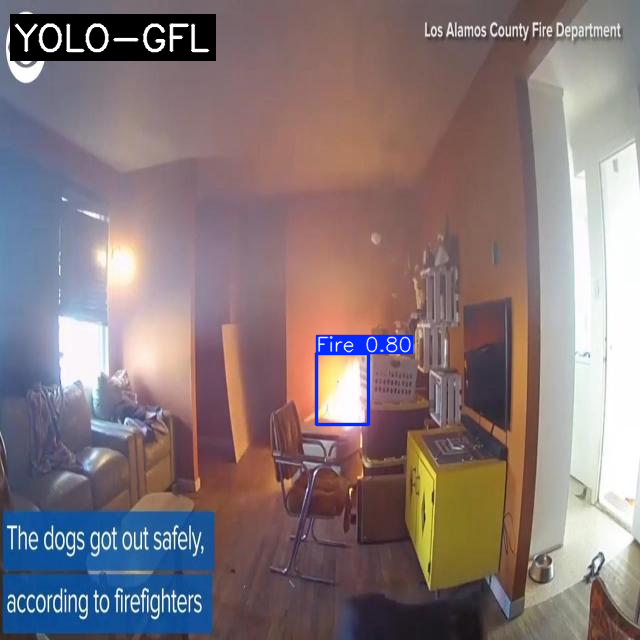 YOLO-GFL
Los Alamos County Fire Department
Fire 0.80
The dogs got out safely,
according to firefighters